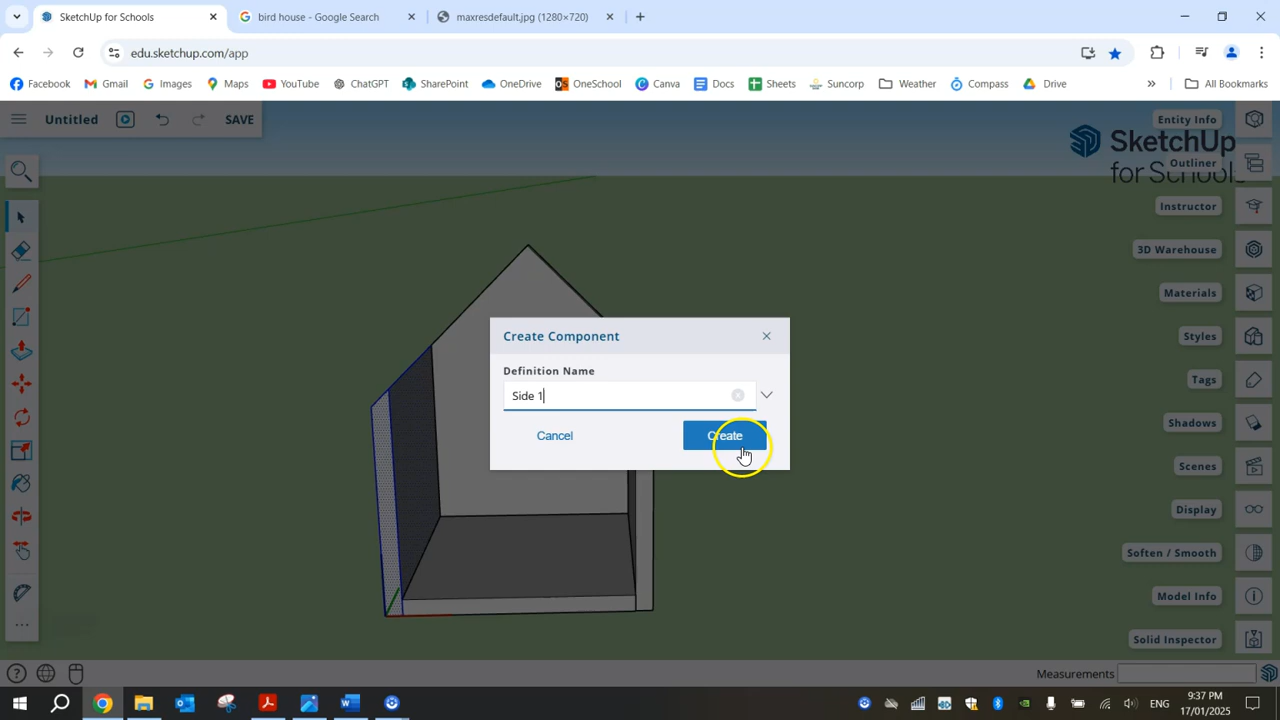 SketchUp for Schools
bird house - Google Search
maxresdefault.jpg (1280×720)
edu.sketchup.com/app
Facebook
Gmail
Images
Maps
YouTube
ChatGPT
SharePoint
OneDrive
OneSchool
Canva
Docs
Sheets
Suncorp
Weather
Compass
Drive
All Bookmarks
Untitled
SAVE
Entity Info
SketchUp
for Schools
Outliner
Instructor
3D Warehouse
Materials
Styles
Tags
Shadows
Scenes
Display
Soften / Smooth
Model Info
Solid Inspector
Create Component
Definition Name
Side 1
Cancel
Create
Measurements
ENG
9:37 PM
17/01/2025